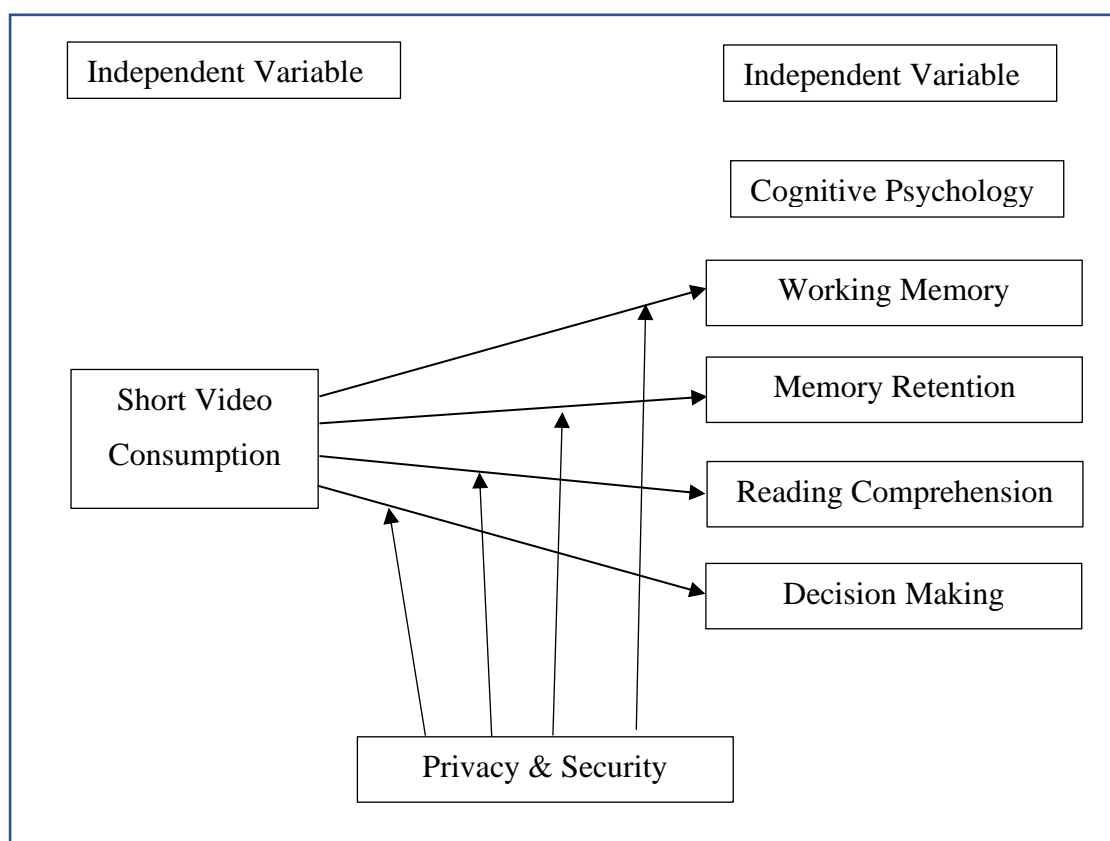 Independent Variable
Independent Variable
Cognitive Psychology
Working Memory
Short Video
Consumption
Memory Retention
Reading Comprehension
Decision Making
Privacy & Security